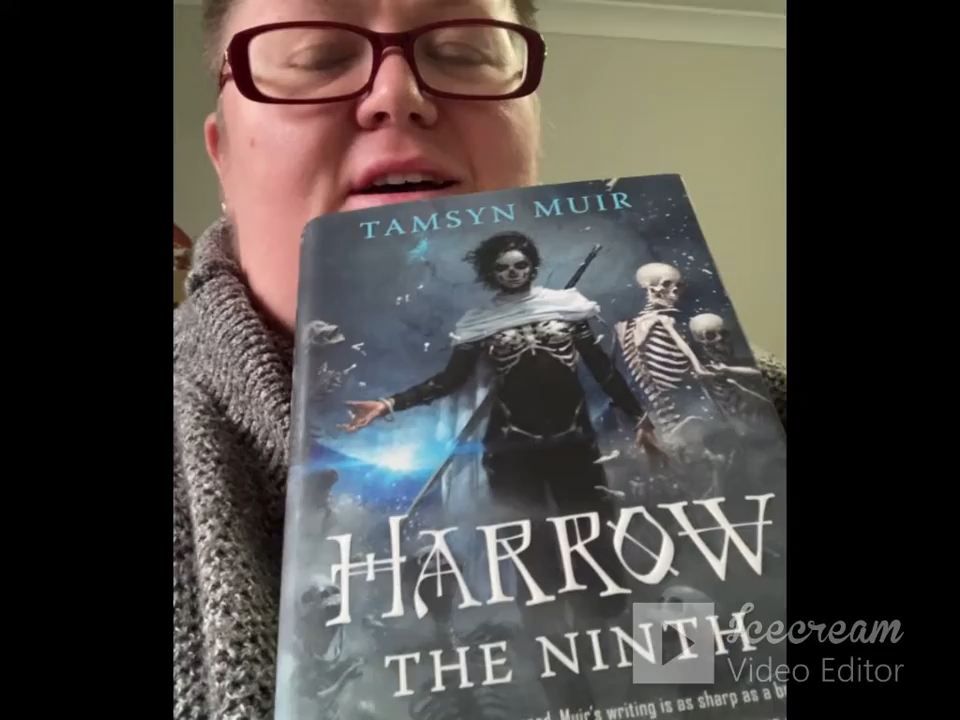 TAMSYN MUIR
HARROW
THE NINTH
Muir's writing is as sharp as a
Icecream
Video Editor